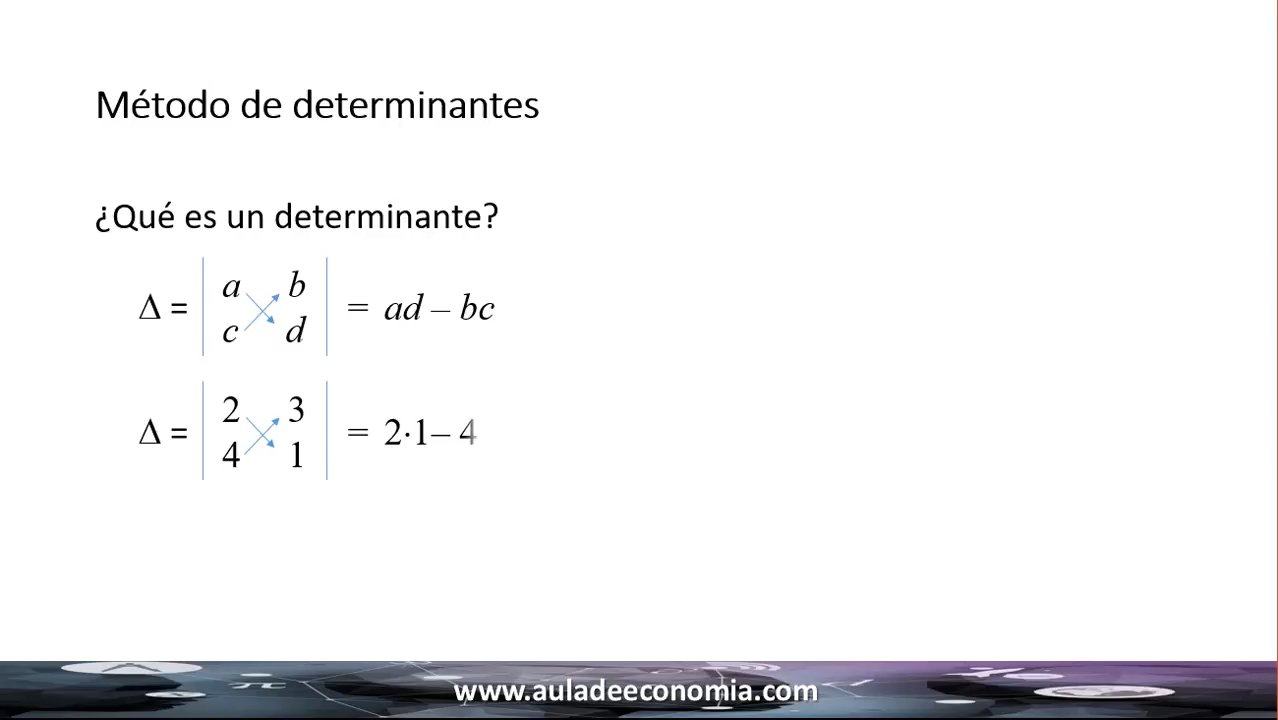 Método de determinantes
¿Qué es un determinante?
Δ = | a b | = ad – bc
c d
Δ = | 2 3 | = 2·1– 4
4 1
www.auladeeconomia.com